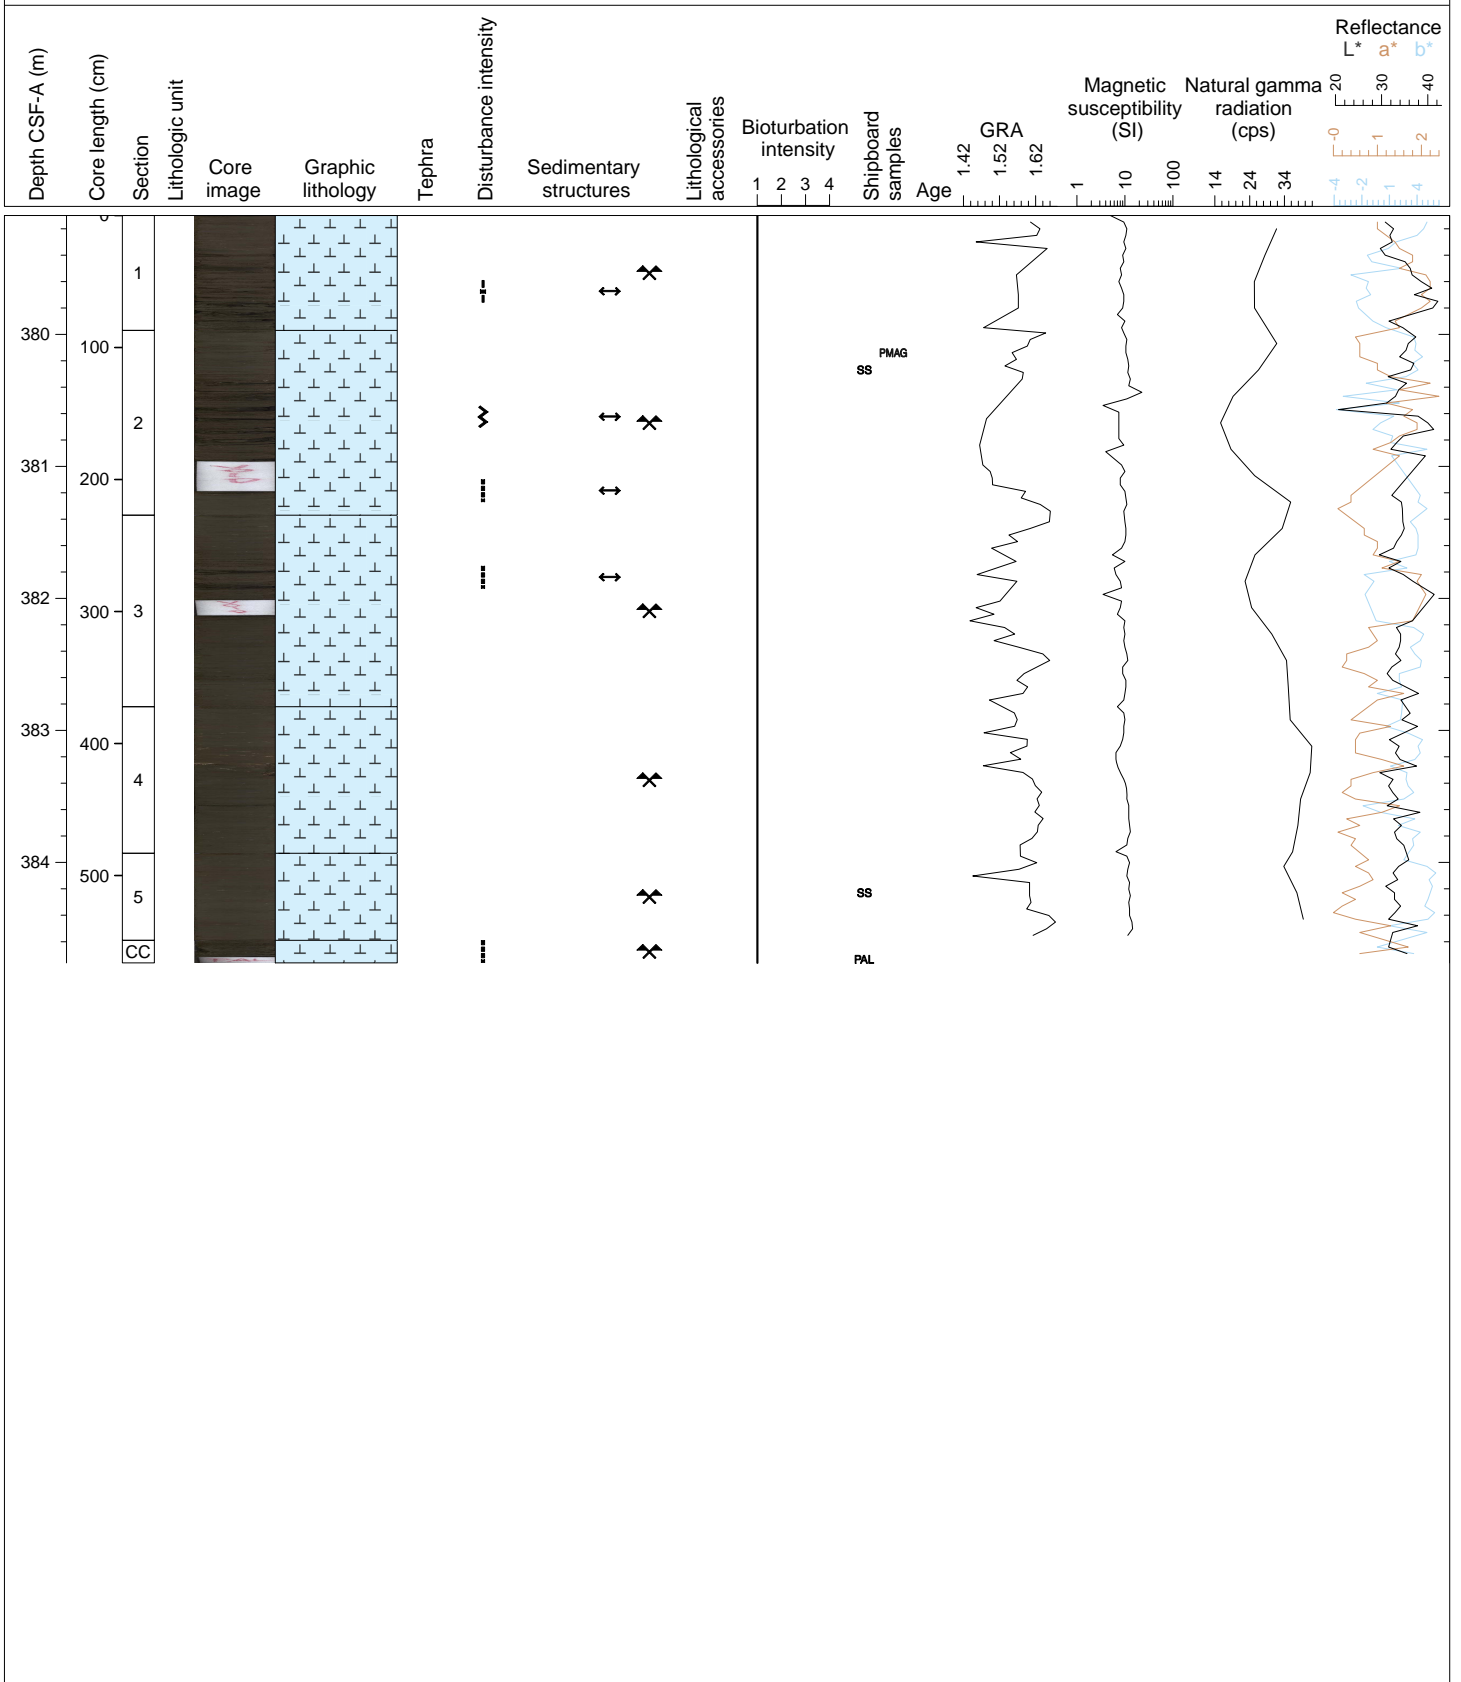 Depth CSF-A (m)
Core length (cm)
Section
Lithologic unit
Core
image
Graphic
lithology
Tephra
Disturbance intensity
Sedimentary
structures
Lithological
accessories
Bioturbation
intensity
1 2 3 4
Shipboard
samples
Age
GRA
1.42 1.52 1.62
Magnetic
susceptibility
(SI)
1 10 100
Natural gamma
radiation
(cps)
14 24 34
Reflectance
L* a* b*
20 30 40
-0 1 2
-4 -2 1 4
0
1
380
100
PMAG
SS
2
381
200
382
300
3
383
400
4
384
500
5
SS
CC
PAL